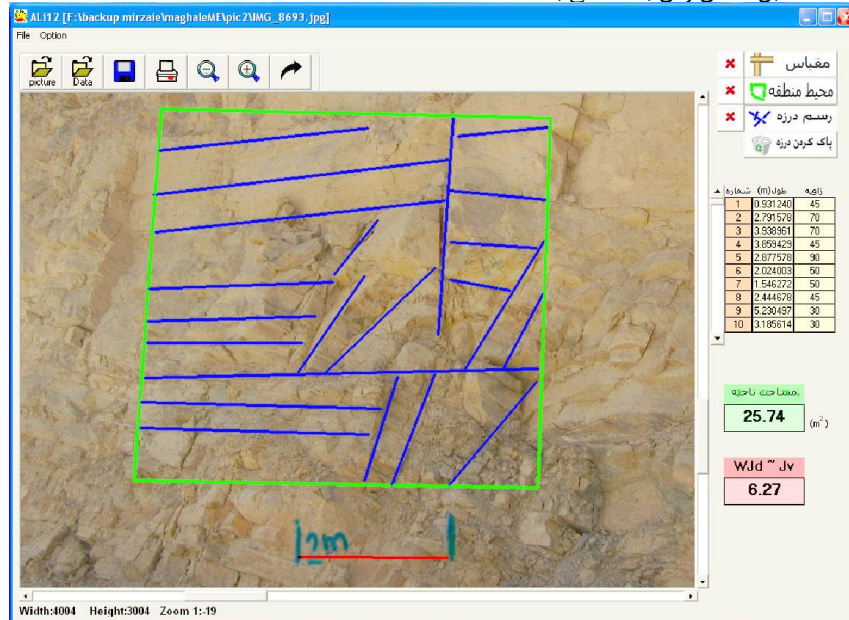 ALi12 [F:\backup mirzaie\maghaleME\pic2\IMG_8693.jpg]
File Option
picture Data
مقیاس
محیط منطقه
رسم درزه
پاک کردن درزه
شماره طول (m) زاویه
1 0.931240 45
2 2.791578 70
3 3.938961 70
4 3.859429 45
5 2.877578 90
6 2.024003 50
7 1.546272 50
8 2.444678 45
9 5.230497 30
10 3.185614 30
مساحت ناحیه
25.74 (m²)
WJd ~ Jv
6.27
2m
Width:4004 Height:3004 Zoom 1:-19